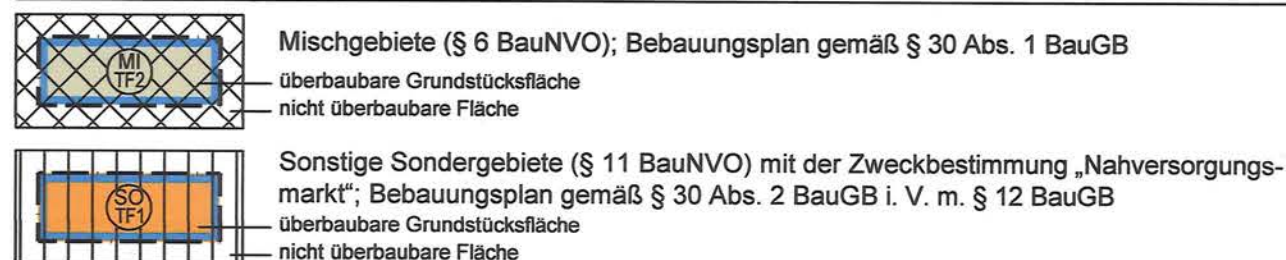 Mischgebiete (§ 6 BauNVO); Bebauungsplan gemäß § 30 Abs. 1 BauGB
MI
TF2
überbaubare Grundstücksfläche
nicht überbaubare Fläche
Sonstige Sondergebiete (§ 11 BauNVO) mit der Zweckbestimmung „Nahversorgungs-
markt“; Bebauungsplan gemäß § 30 Abs. 2 BauGB i. V. m. § 12 BauGB
SO
TF1
überbaubare Grundstücksfläche
nicht überbaubare Fläche